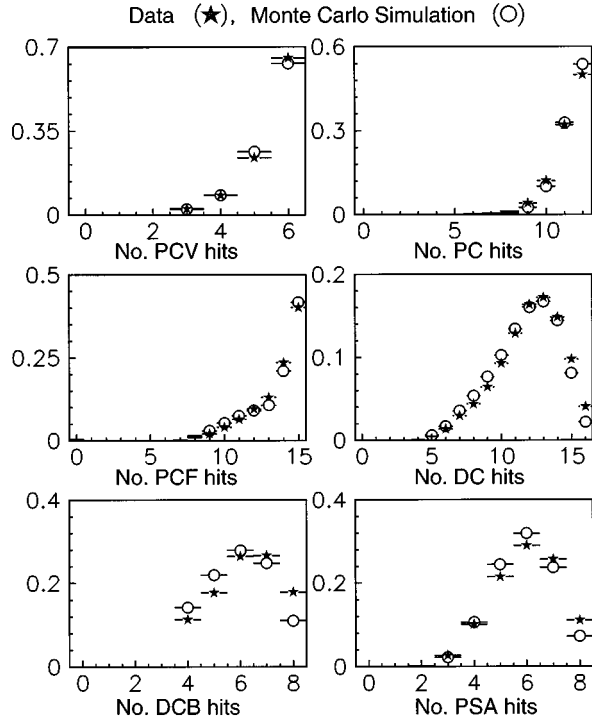 Data (★), Monte Carlo Simulation (○)
0.7
0.35
0
0 2 4 6
No. PCV hits
0.6
0.3
0
0 5 10
No. PC hits
0.5
0.25
0
0 5 10 15
No. PCF hits
0.2
0.1
0
0 5 10 15
No. DC hits
0.4
0.2
0
0 2 4 6 8
No. DCB hits
0.4
0.2
0
0 2 4 6 8
No. PSA hits